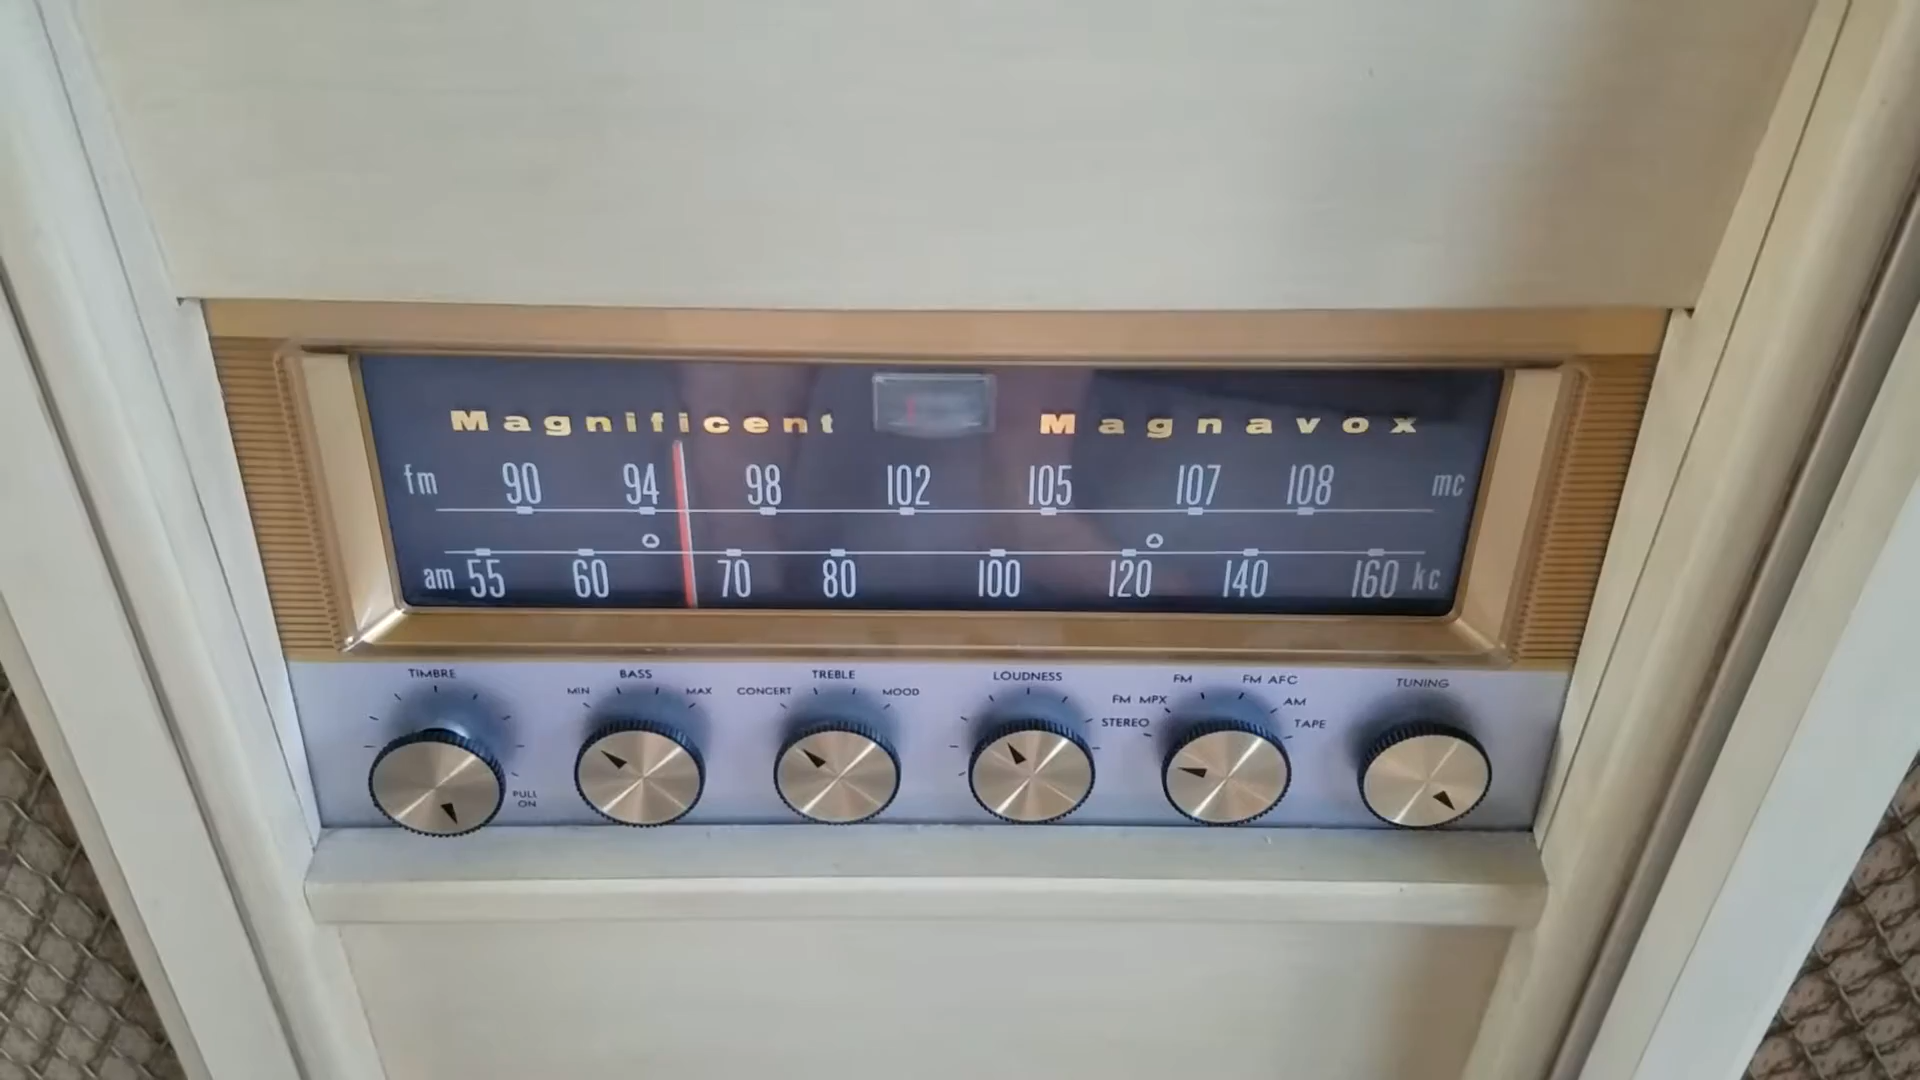 Magnificent Magnavox
fm 90 94 98 102 105 107 108 mc
am 55 60 70 80 100 120 140 160 kc
TIMBRE BASS TREBLE LOUDNESS FM FM AFC TUNING
MIN MAX CONCERT MOOD FM MPX AM
STEREO TAPE
PULL
ON